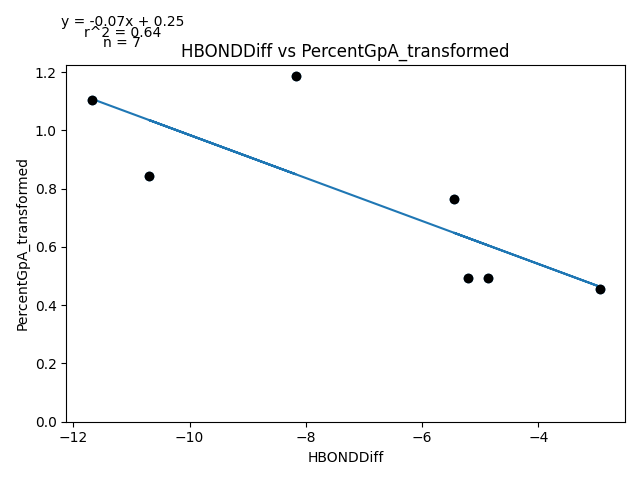 y = -0.07x + 0.25
r^2 = 0.64
n = 7
HBONDDiff vs PercentGpA_transformed
1.2
1.0
0.8
0.6
0.4
0.2
0.0
PercentGpA_transformed
−12
−10
−8
−6
−4
HBONDDiff